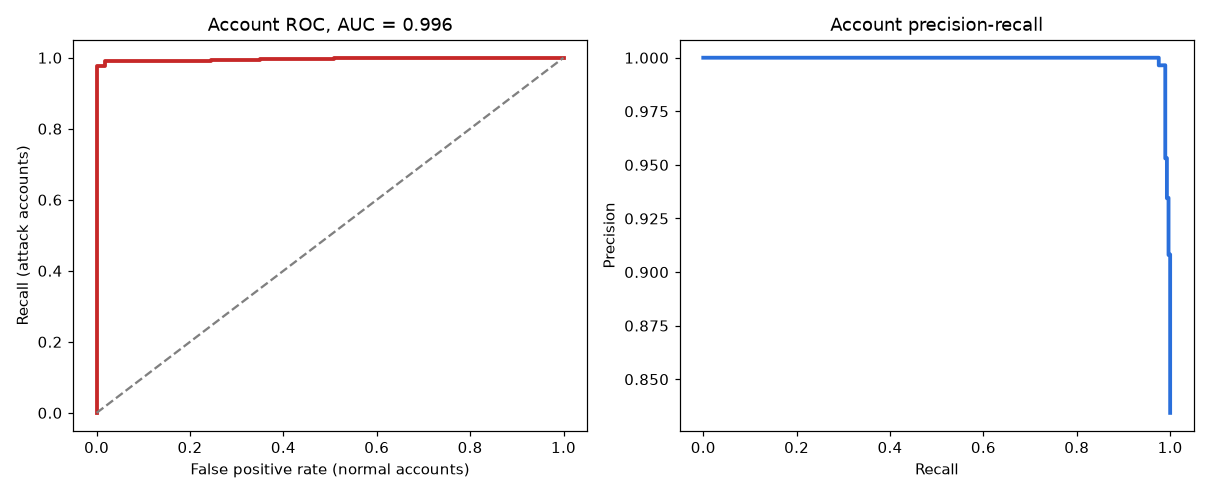 Account ROC, AUC = 0.996
1.0
0.8
0.6
0.4
0.2
0.0
Recall (attack accounts)
0.0 0.2 0.4 0.6 0.8 1.0
False positive rate (normal accounts)
Account precision-recall
1.000
0.975
0.950
0.925
0.900
0.875
0.850
Precision
0.0 0.2 0.4 0.6 0.8 1.0
Recall